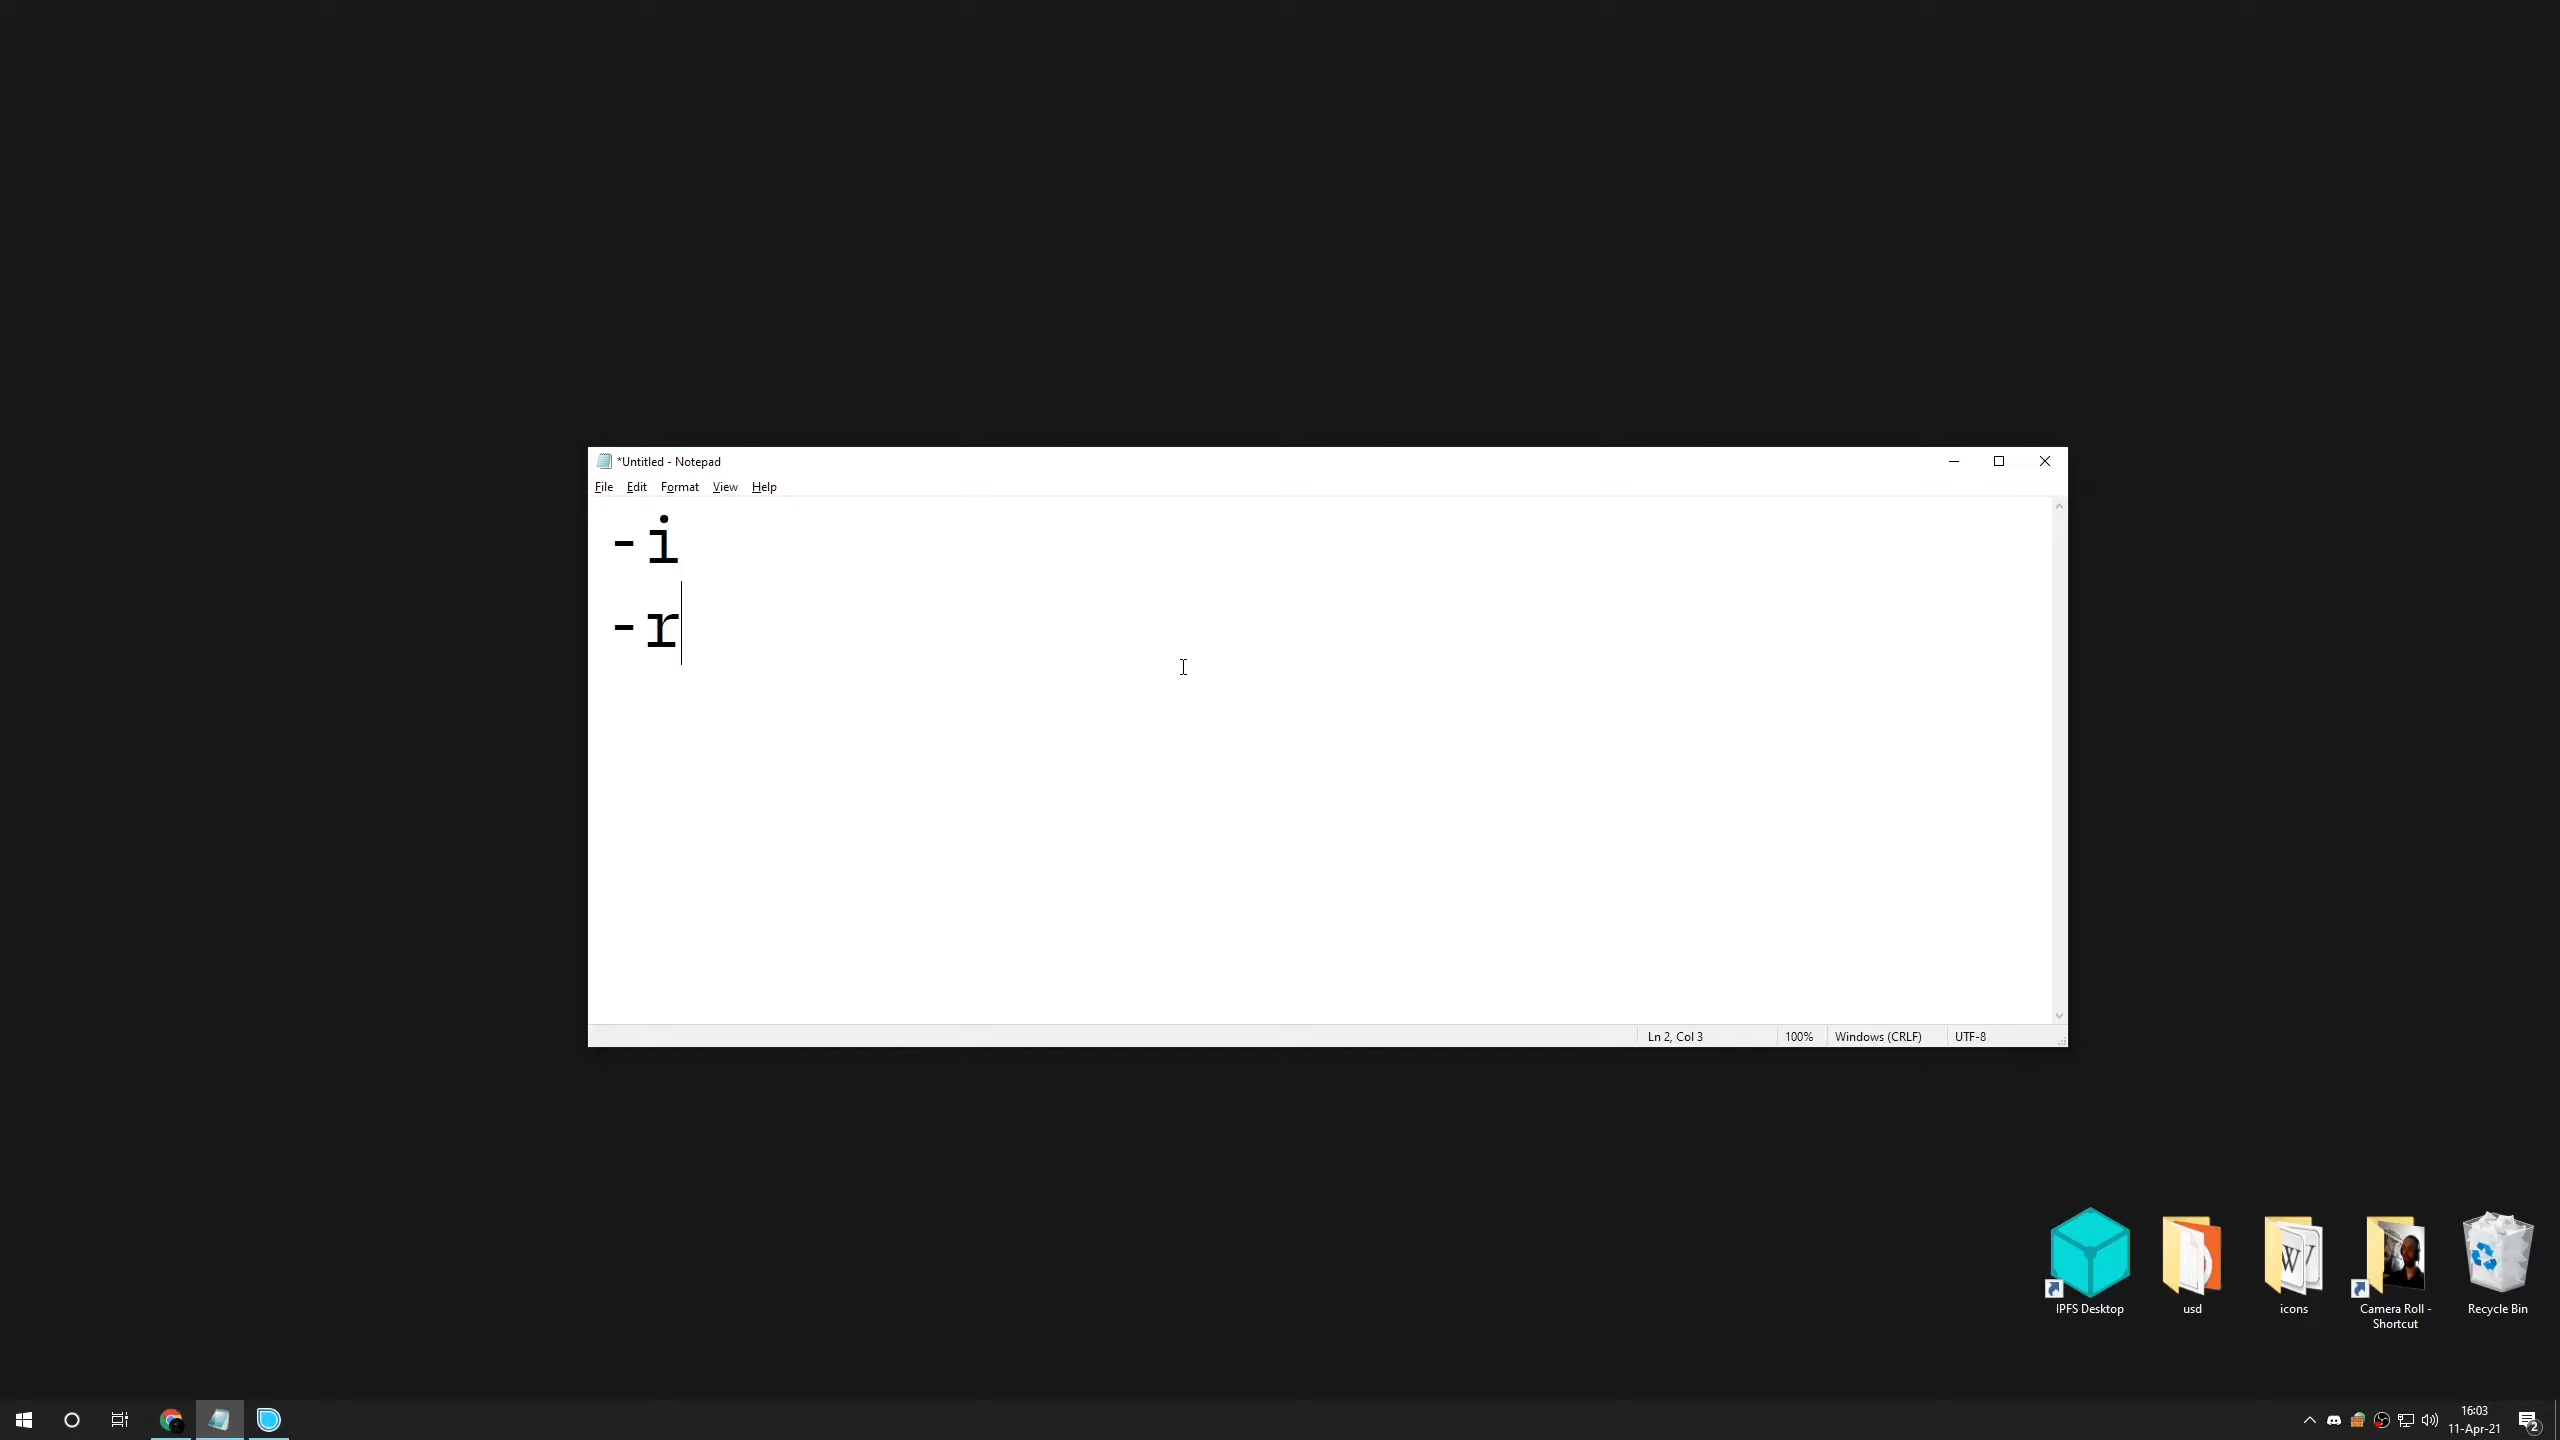 *Untitled - Notepad
File Edit Format View Help
-i
-r
Ln 2, Col 3 100% Windows (CRLF) UTF-8
IPFS Desktop usd icons Camera Roll - Shortcut Recycle Bin
16:03
11-Apr-21
2